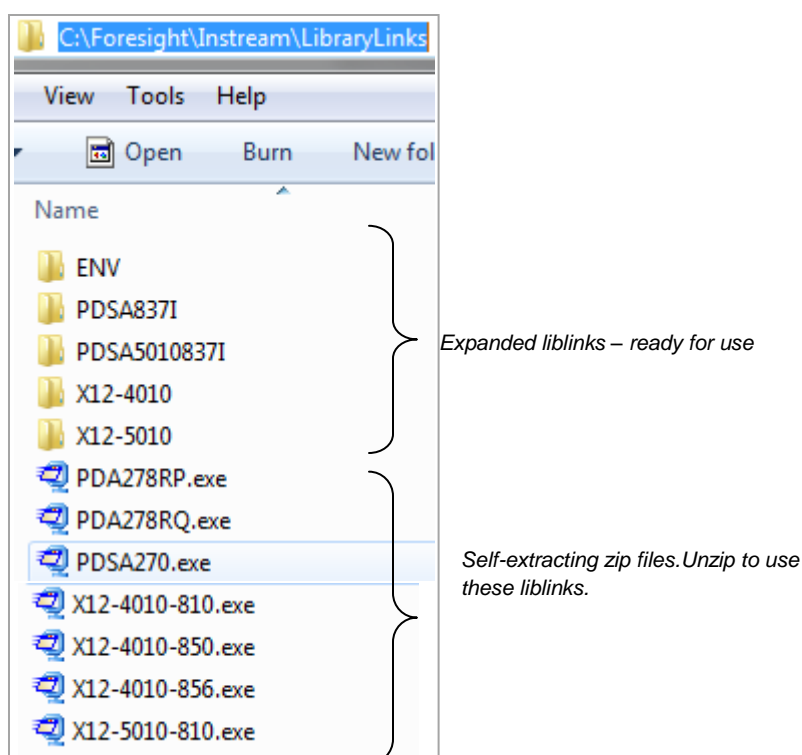 C:\Foresight\Instream\LibraryLinks
View Tools Help
Open Burn New fol
Name
ENV
PDSA837I
PDSA5010837I
X12-4010
X12-5010
Expanded liblinks – ready for use
PDA278RP.exe
PDA278RQ.exe
PDSA270.exe
X12-4010-810.exe
X12-4010-850.exe
X12-4010-856.exe
X12-5010-810.exe
Self-extracting zip files.Unzip to use
these liblinks.